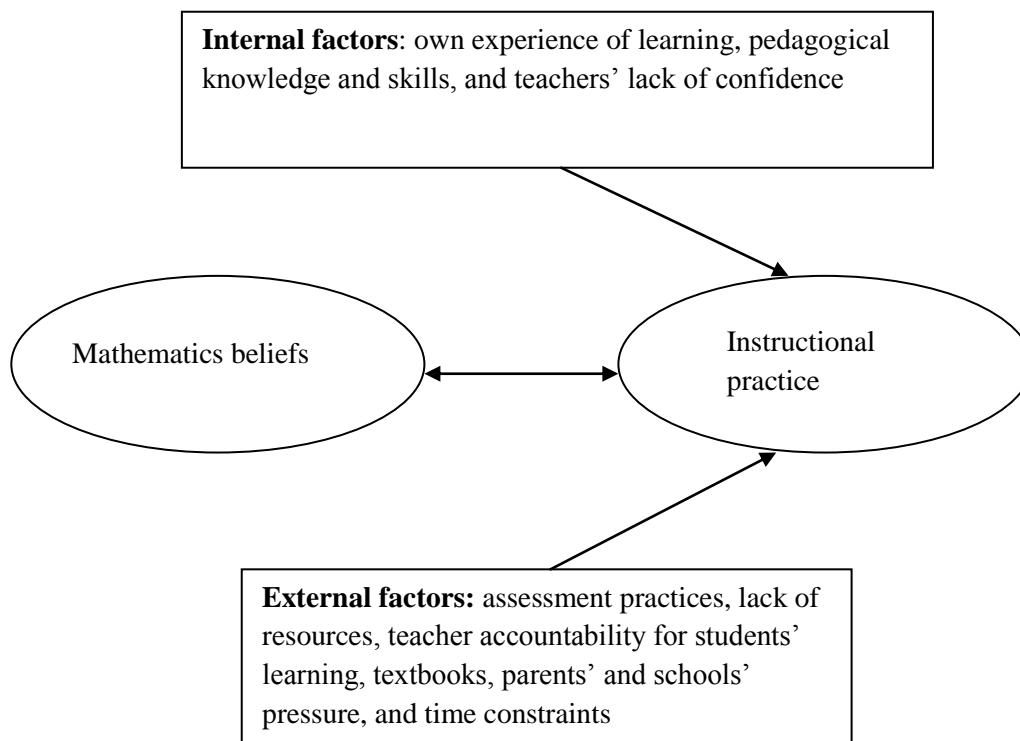 Internal factors: own experience of learning, pedagogical
knowledge and skills, and teachers’ lack of confidence
Mathematics beliefs
Instructional
practice
External factors: assessment practices, lack of
resources, teacher accountability for students’
learning, textbooks, parents’ and schools’
pressure, and time constraints